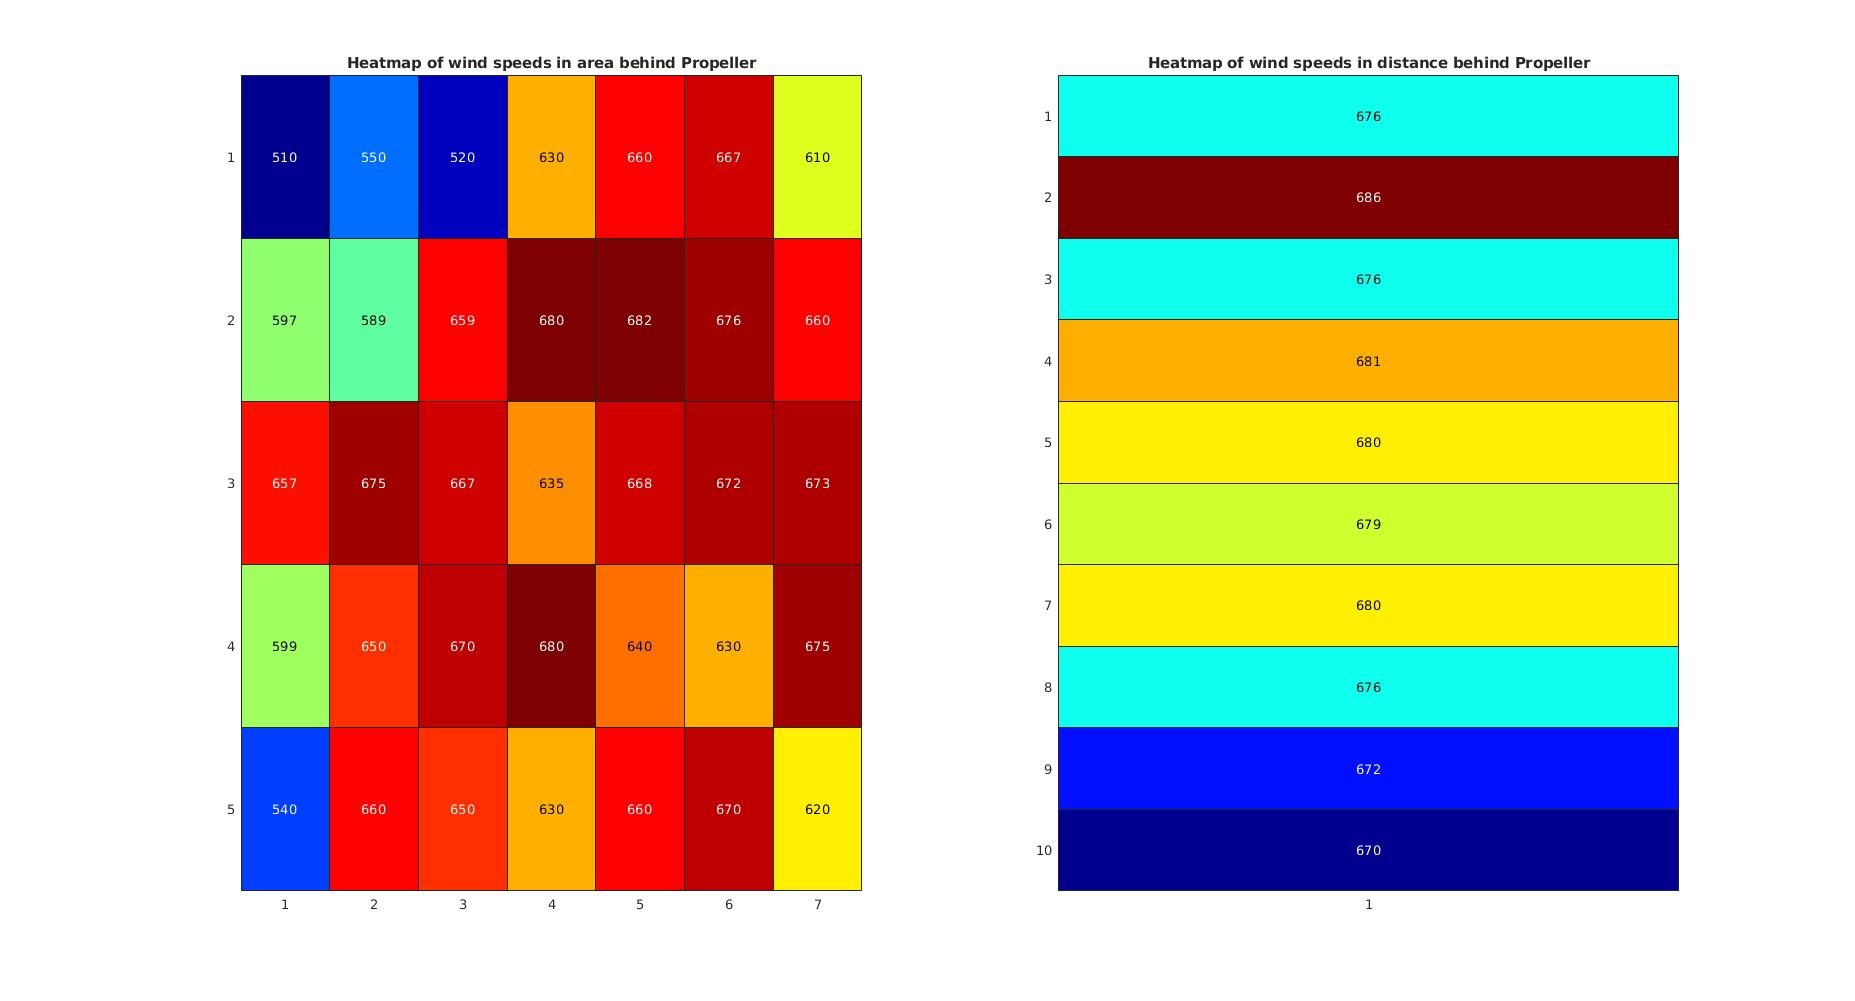 Heatmap of wind speeds in area behind Propeller
1 510 550 520 630 660 667 610
2 597 589 659 680 682 676 660
3 657 675 667 635 668 672 673
4 599 650 670 680 640 630 675
5 540 660 650 630 660 670 620
1 2 3 4 5 6 7
Heatmap of wind speeds in distance behind Propeller
1 676
2 686
3 676
4 681
5 680
6 679
7 680
8 676
9 672
10 670
1